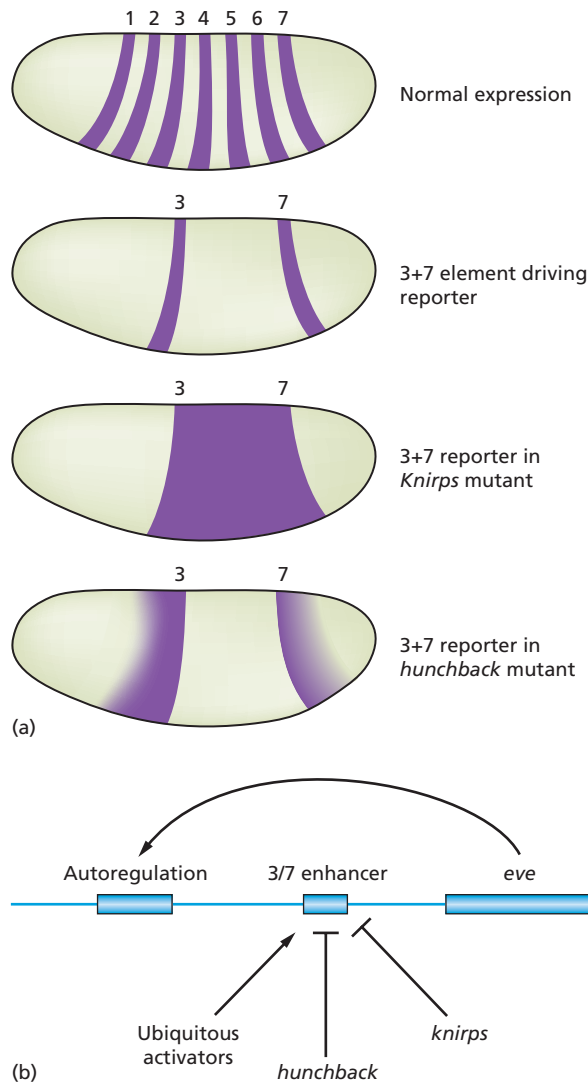 1 2 3 4 5 6 7
Normal expression
3 7
3+7 element driving
reporter
3 7
3+7 reporter in
Knirps mutant
3 7
3+7 reporter in
hunchback mutant
(a)
Autoregulation 3/7 enhancer eve
Ubiquitous
activators
hunchback
knirps
(b)